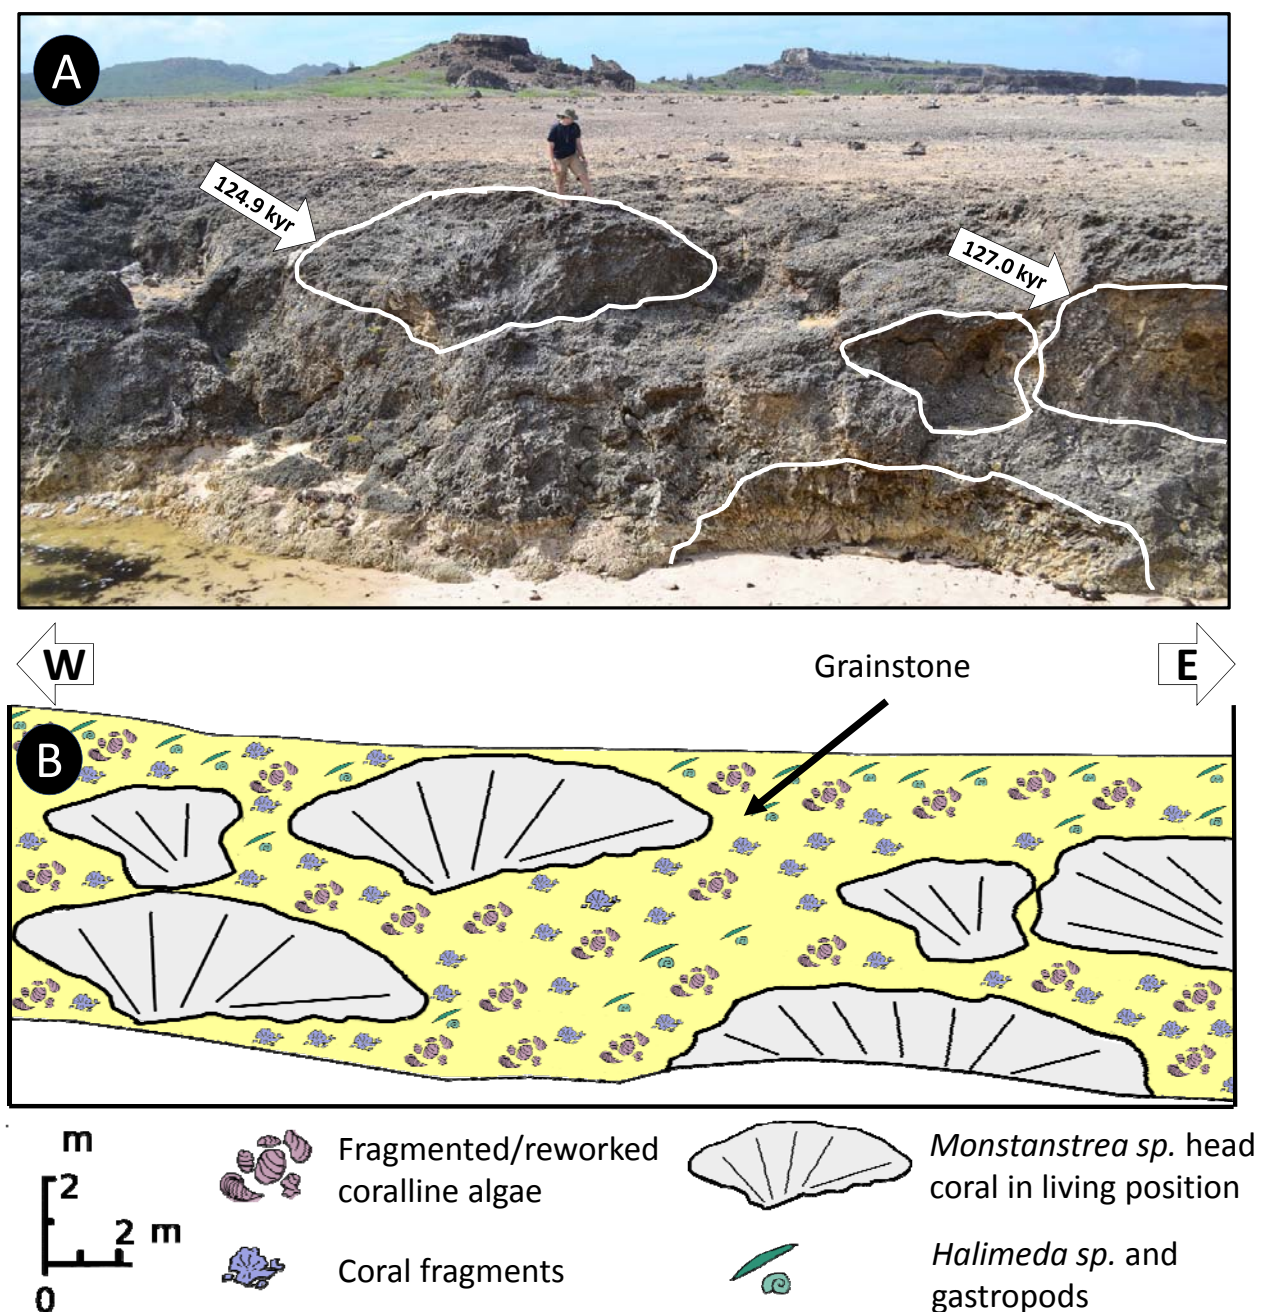 A
124.9 kyr
127.0 kyr
W
E
Grainstone
B
m
2
2 m
0
Fragmented/reworked
coralline algae
Coral fragments
Monstanstrea sp. head
coral in living position
Halimeda sp. and
gastropods